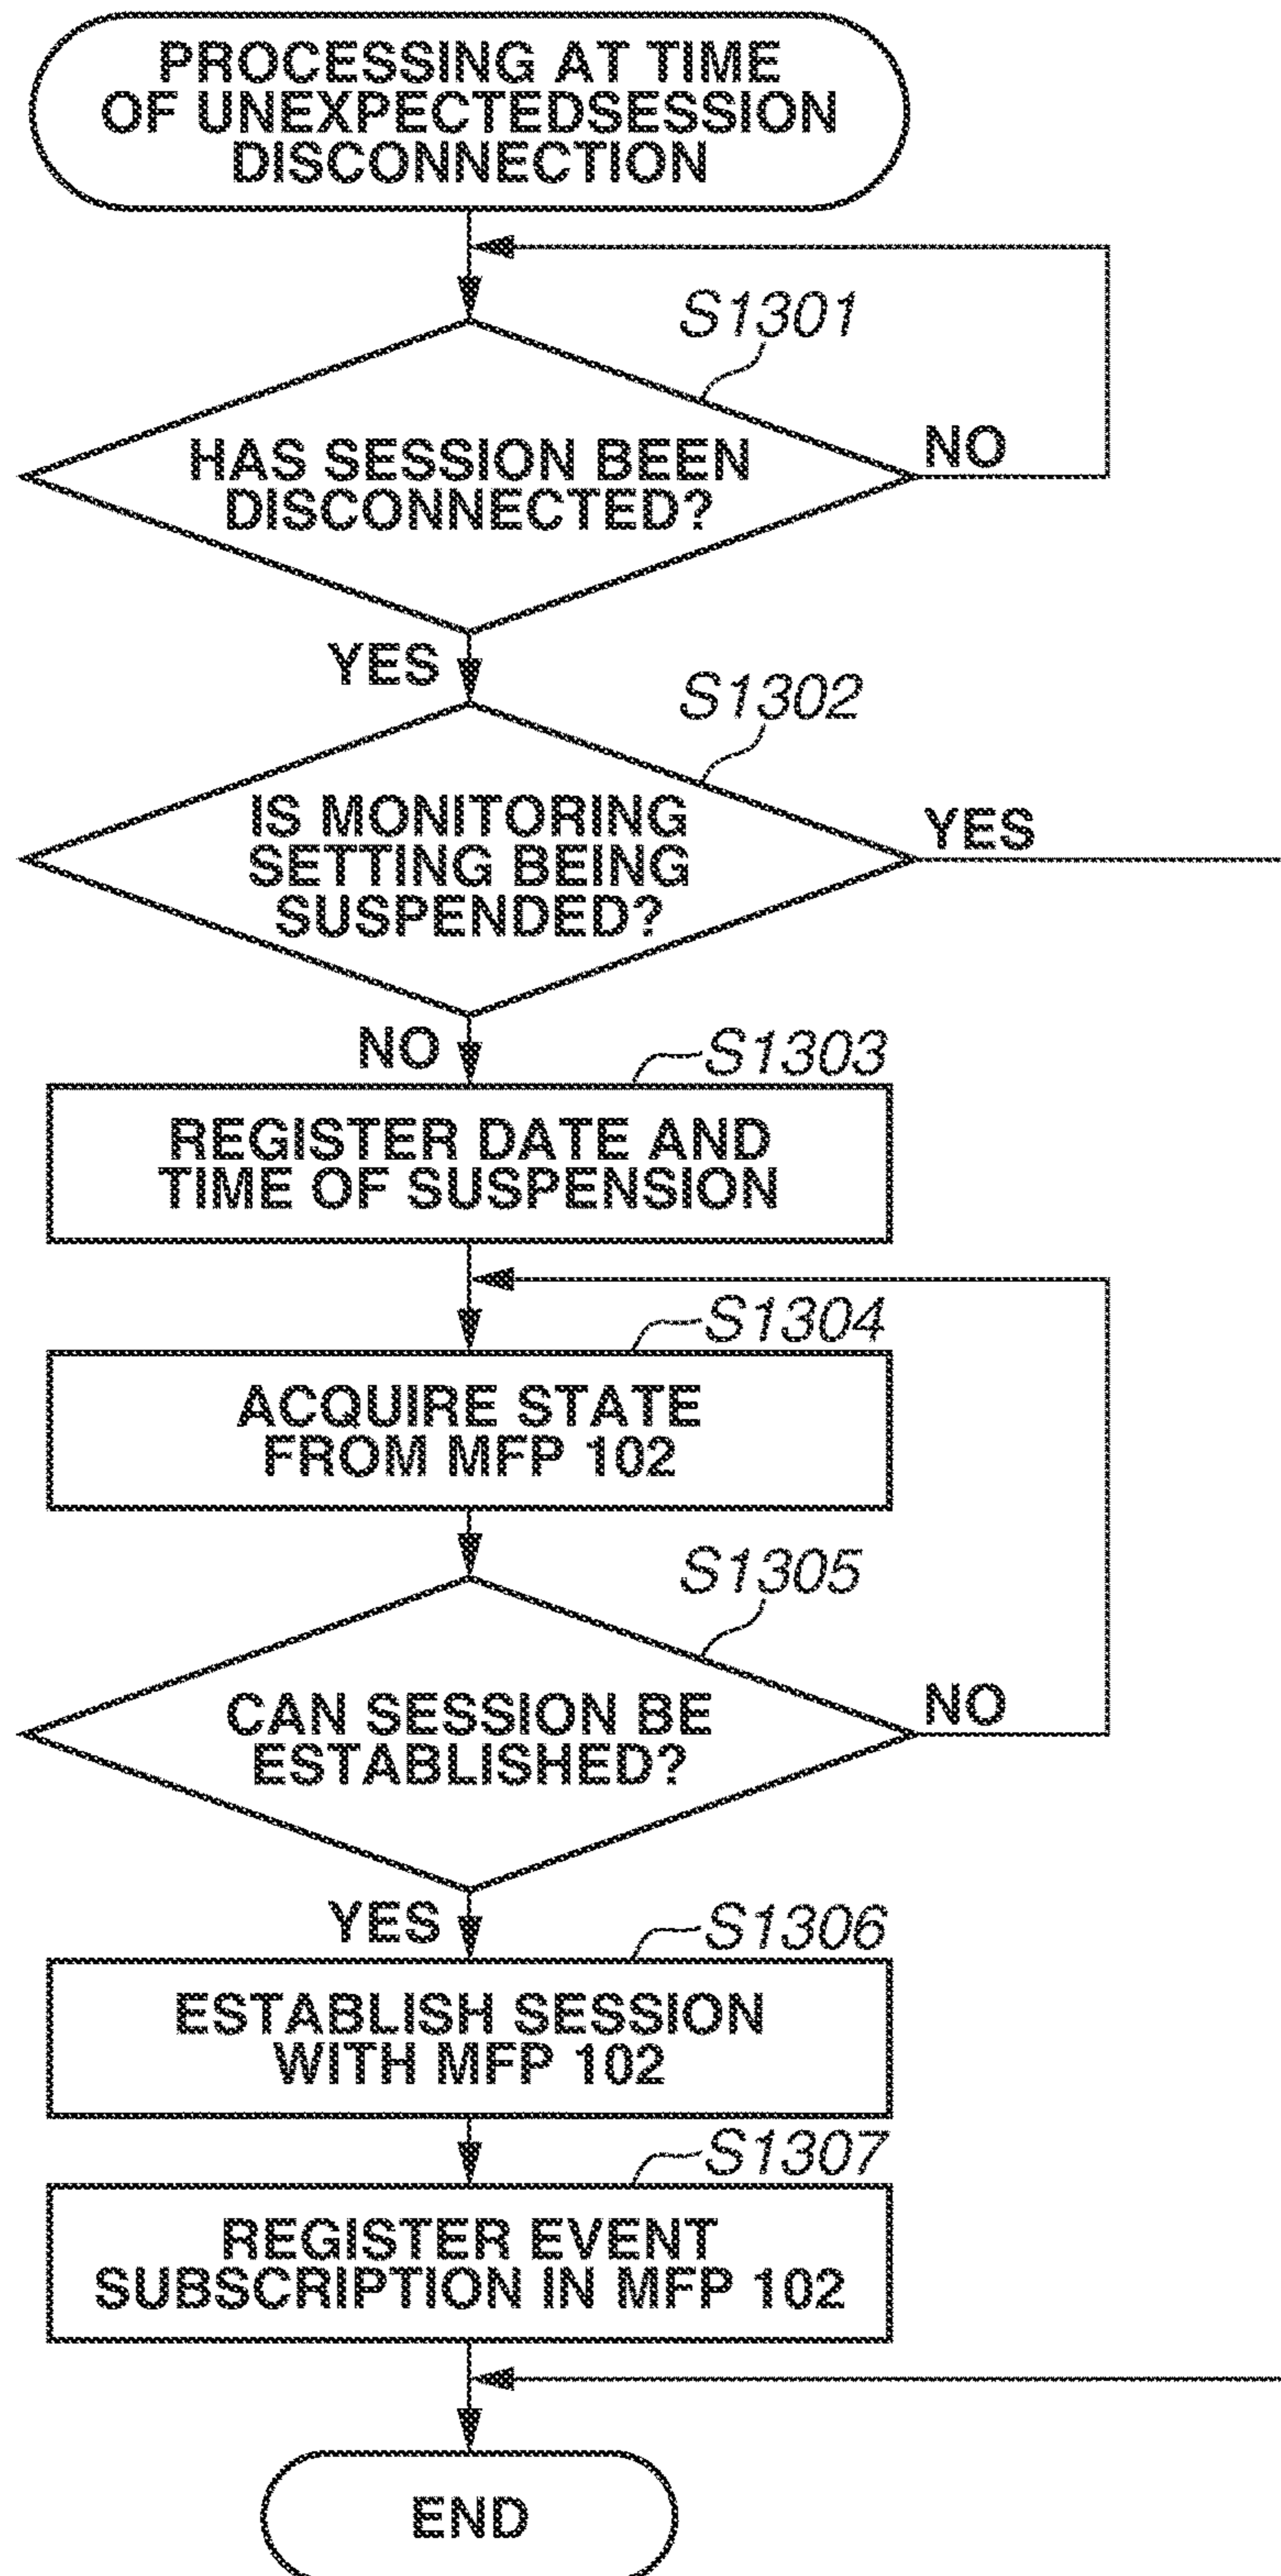 PROCESSING AT TIME
OF UNEXPECTEDSESSION
DISCONNECTION
S1301
HAS SESSION BEEN
DISCONNECTED?
NO
YES
S1302
IS MONITORING
SETTING BEING
SUSPENDED?
YES
NO
S1303
REGISTER DATE AND
TIME OF SUSPENSION
S1304
ACQUIRE STATE
FROM MFP 102
S1305
CAN SESSION BE
ESTABLISHED?
NO
YES
S1306
ESTABLISH SESSION
WITH MFP 102
S1307
REGISTER EVENT
SUBSCRIPTION IN MFP 102
END